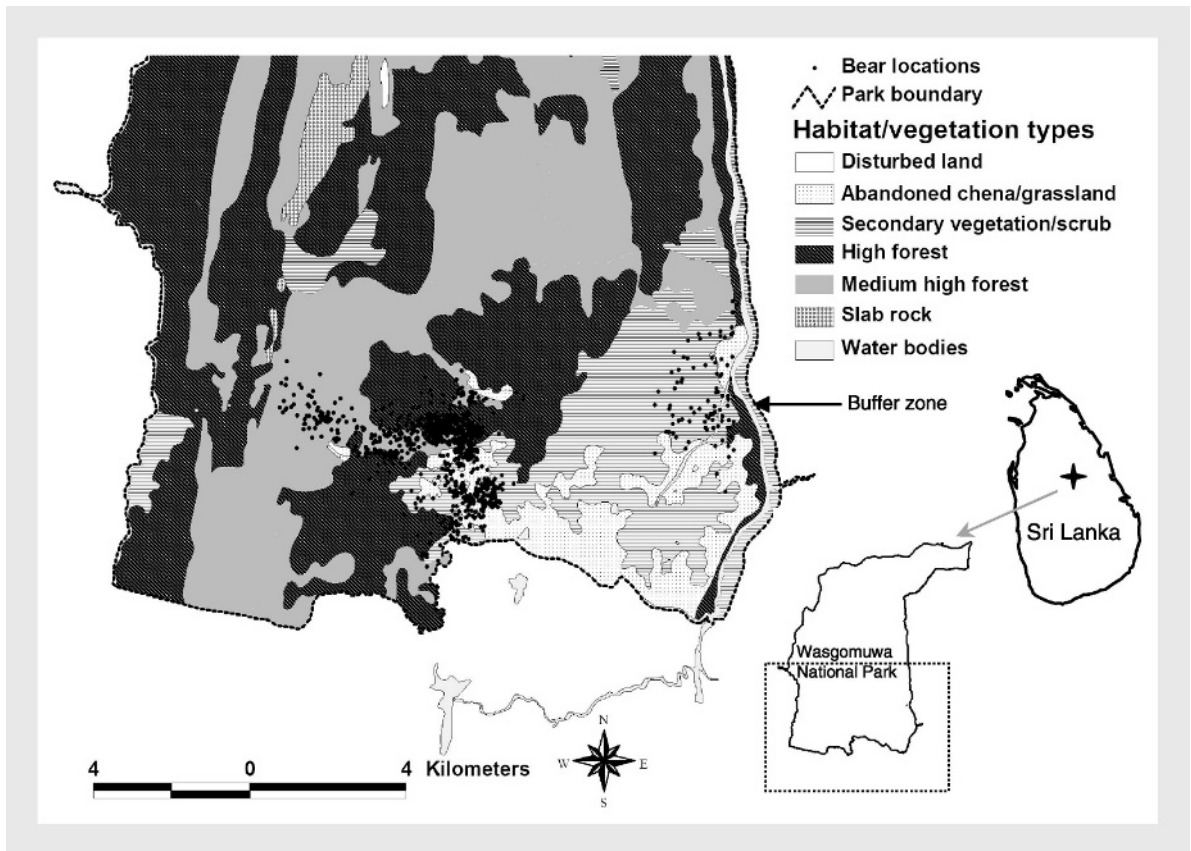 Bear locations
Park boundary
Habitat/vegetation types
Disturbed land
Abandoned chena/grassland
Secondary vegetation/scrub
High forest
Medium high forest
Slab rock
Water bodies
Buffer zone
Sri Lanka
Wasgomuwa
National Park
4 0 4 Kilometers
N
W E
S